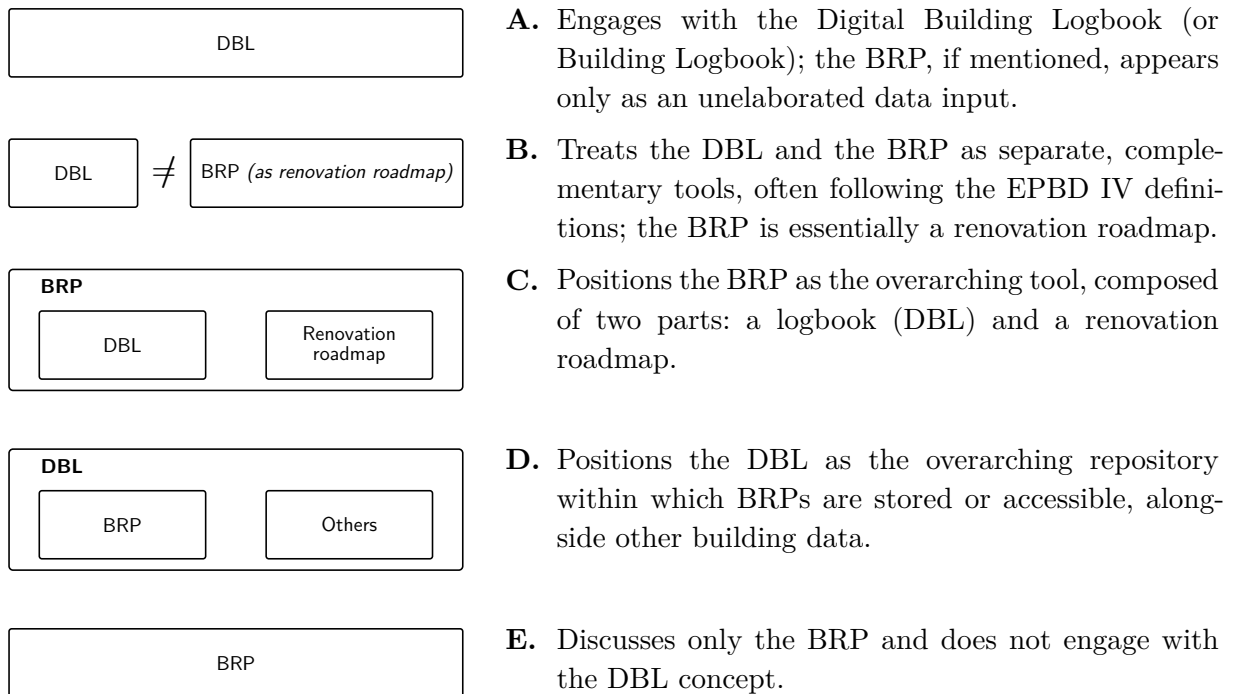 DBL
A. Engages with the Digital Building Logbook (or
Building Logbook); the BRP, if mentioned, appears
only as an unelaborated data input.
DBL ≠ BRP (as renovation roadmap)
B. Treats the DBL and the BRP as separate, comple-
mentary tools, often following the EPBD IV defini-
tions; the BRP is essentially a renovation roadmap.
BRP
DBL
Renovation
roadmap
C. Positions the BRP as the overarching tool, composed
of two parts: a logbook (DBL) and a renovation
roadmap.
DBL
BRP
Others
D. Positions the DBL as the overarching repository
within which BRPs are stored or accessible, along-
side other building data.
BRP
E. Discusses only the BRP and does not engage with
the DBL concept.